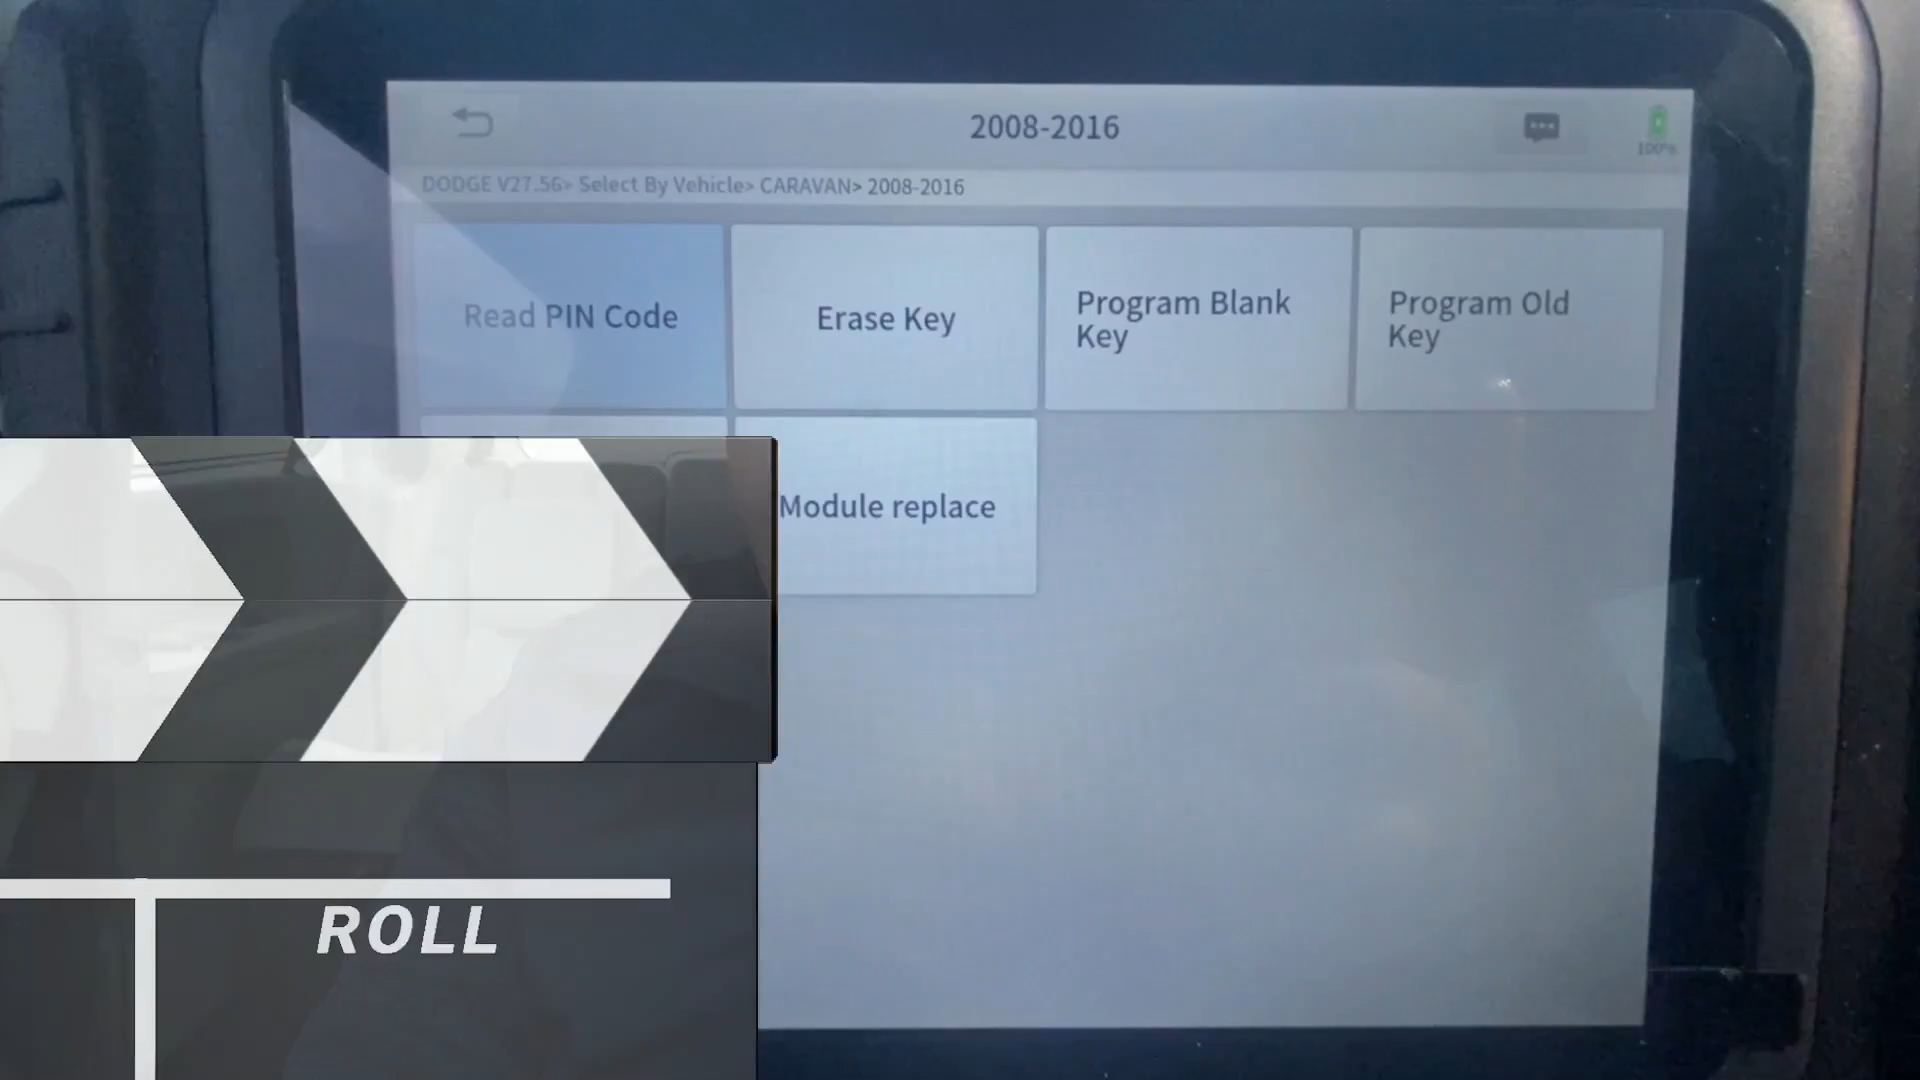 2008-2016
100%
DODGE V27.56> Select By Vehicle> CARAVAN> 2008-2016
Read PIN Code
Erase Key
Program Blank
Key
Program Old
Key
Module replace
ROLL